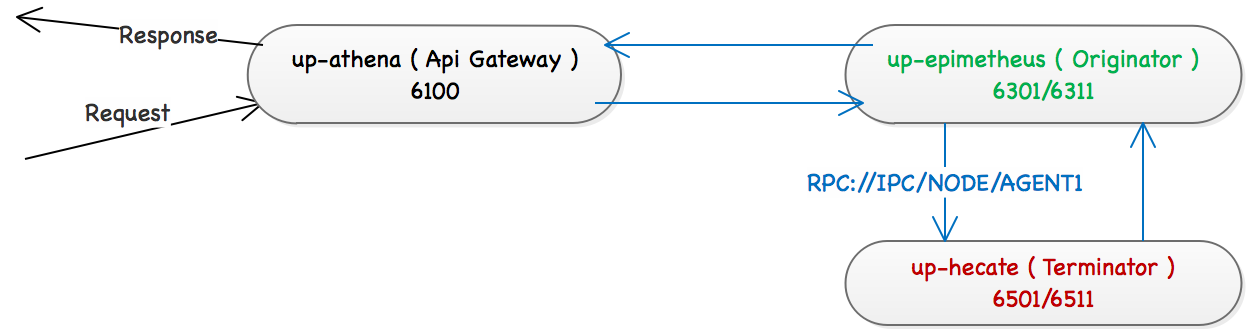 Response
up-athena ( Api Gateway )
6100
Request
up-epimetheus ( Originator )
6301/6311
RPC://IPC/NODE/AGENT1
up-hecate ( Terminator )
6501/6511